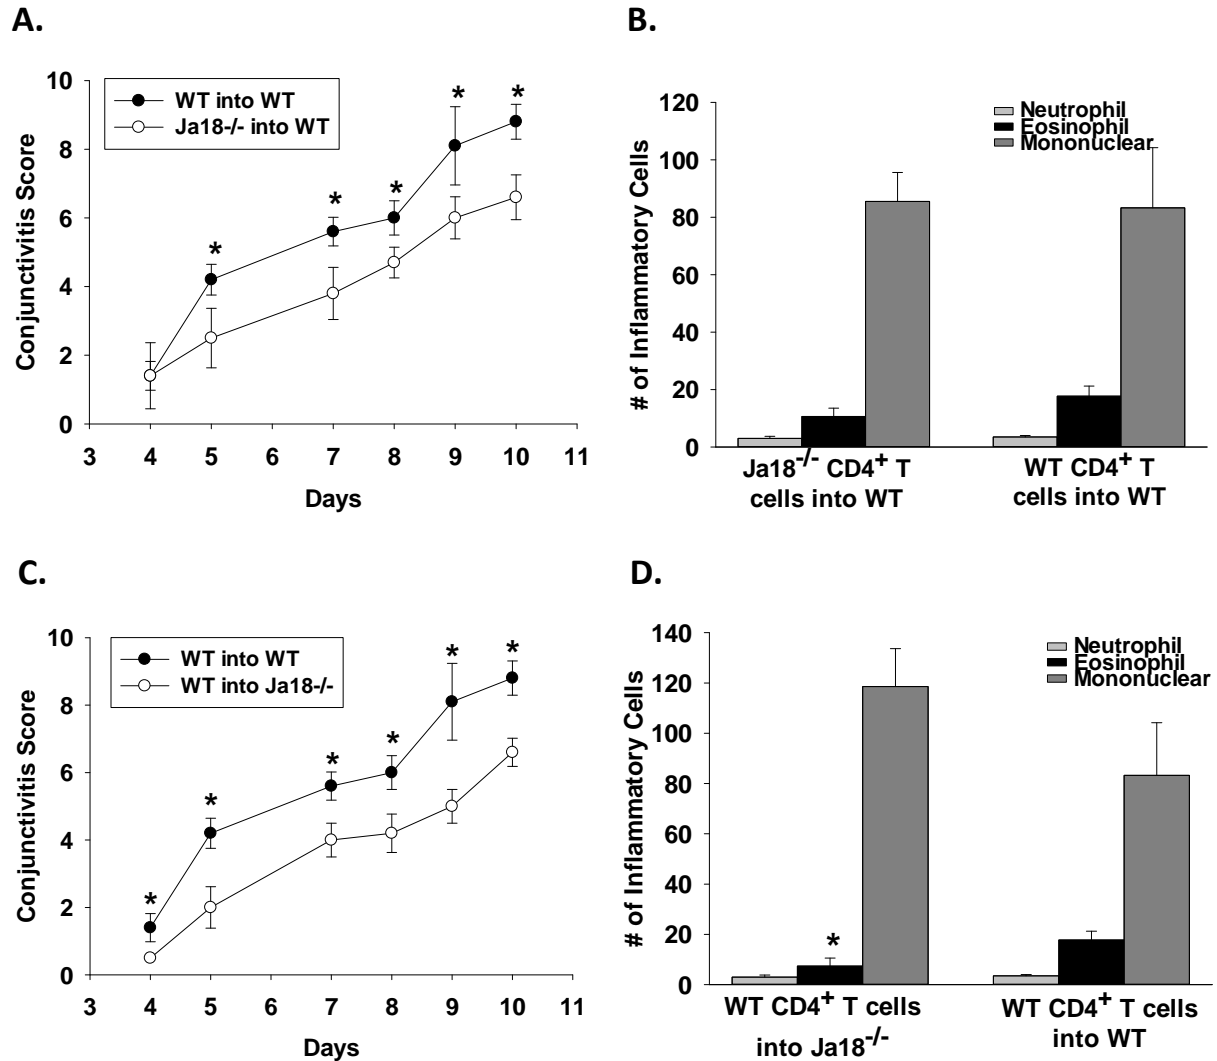 A.
10
8
6
4
2
0
Conjunctivitis Score
WT into WT
Ja18-/- into WT
*
*
*
*
*
3 4 5 6 7 8 9 10 11
Days
B.
120
100
80
60
40
20
0
# of Inflammatory Cells
Neutrophil
Eosinophil
Mononuclear
Ja18-/- CD4+ T
cells into WT
WT CD4+ T
cells into WT
C.
10
8
6
4
2
0
Conjunctivitis Score
WT into WT
WT into Ja18-/-
*
*
*
*
*
*
3 4 5 6 7 8 9 10 11
Days
D.
140
120
100
80
60
40
20
0
# of Inflammatory Cells
Neutrophil
Eosinophil
Mononuclear
*
WT CD4+ T cells
into Ja18-/-
WT CD4+ T cells
into WT